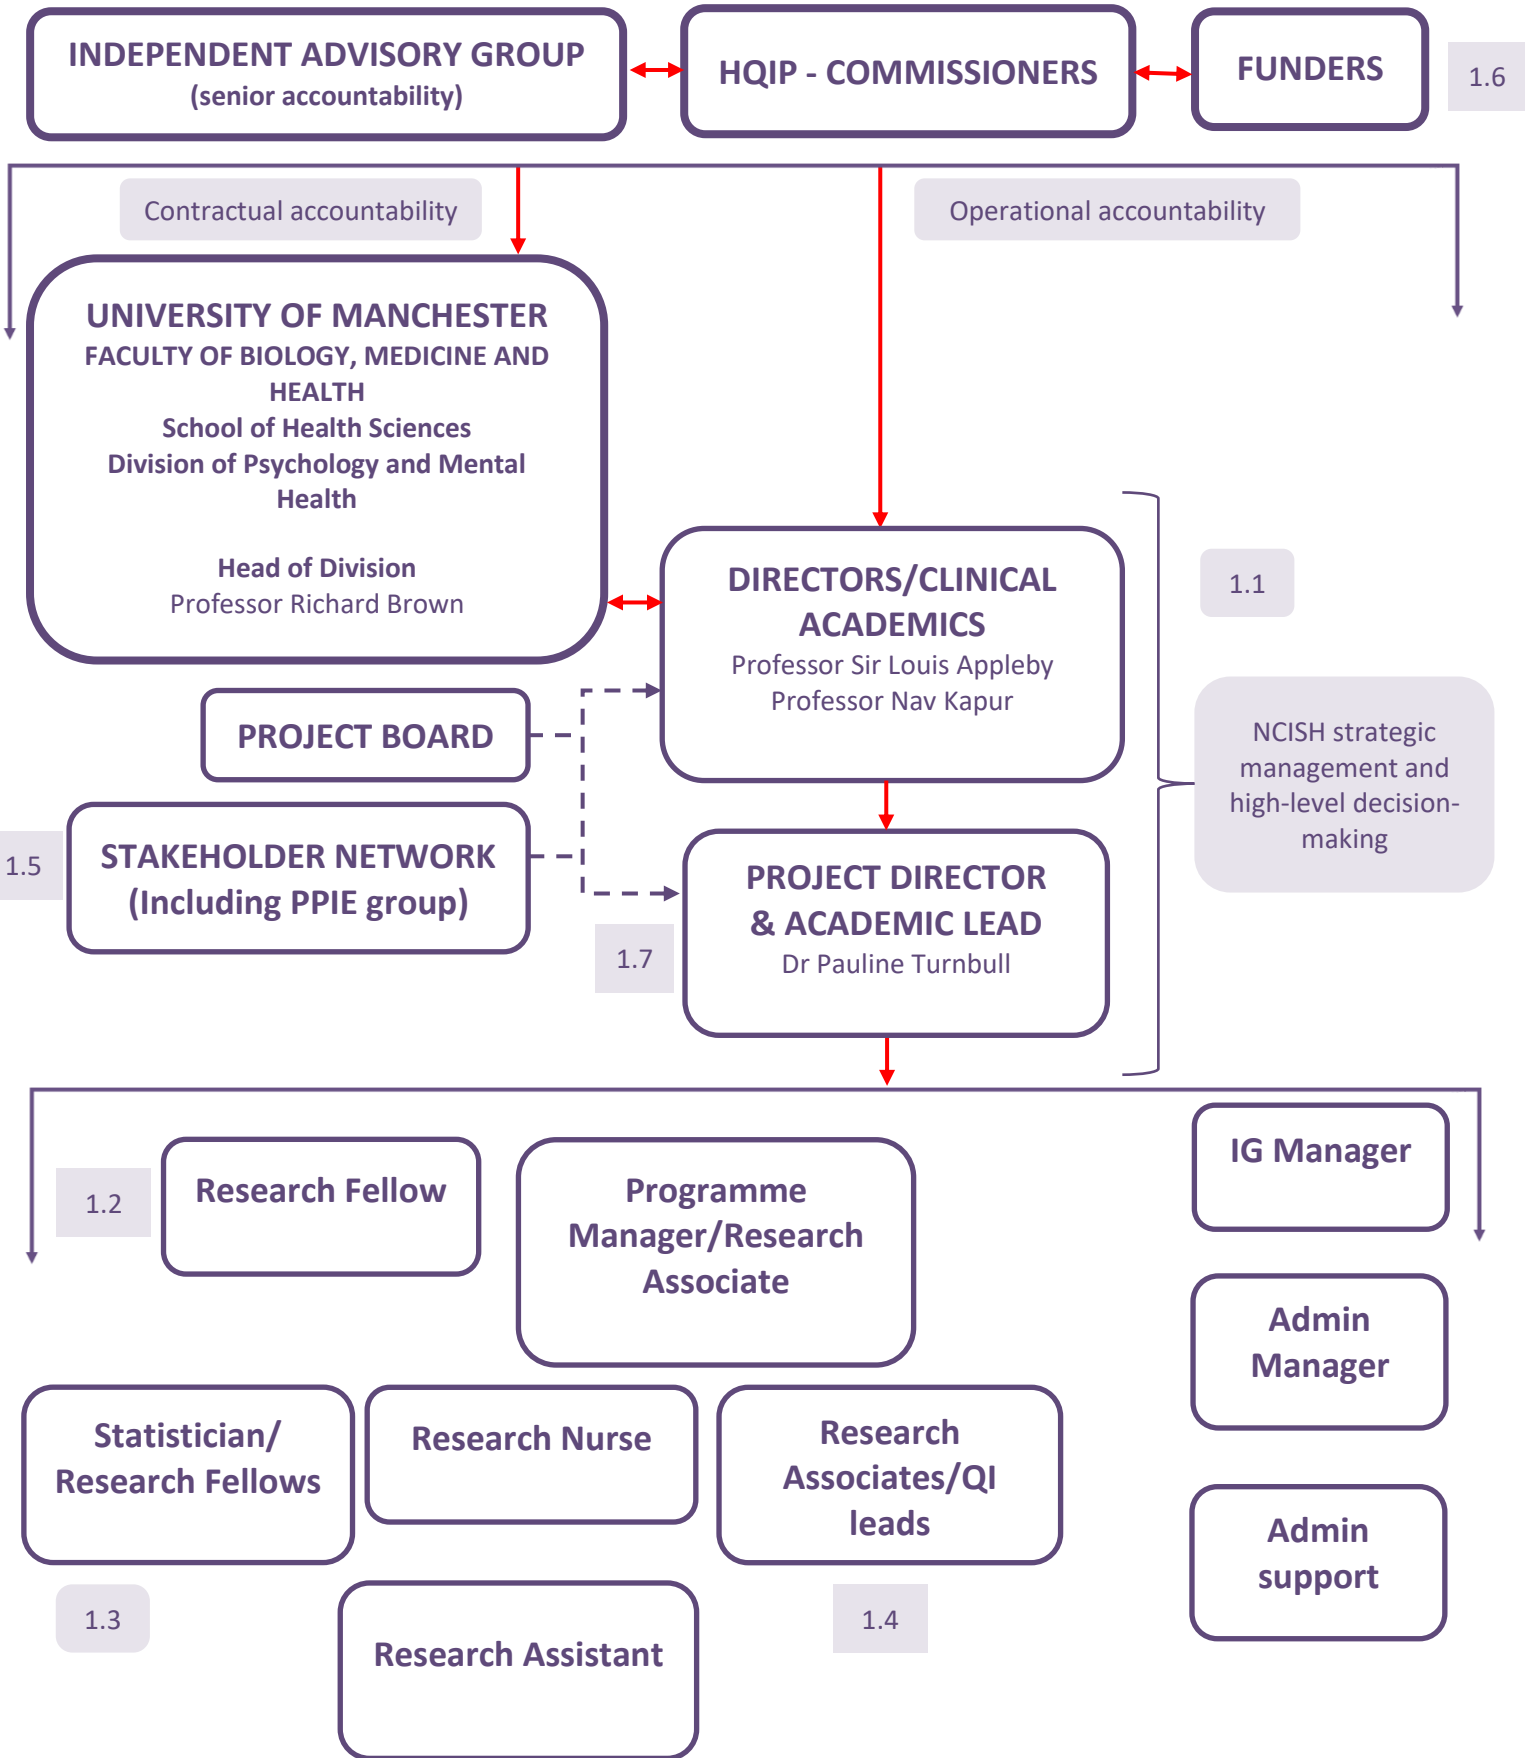 INDEPENDENT ADVISORY GROUP
(senior accountability)
HQIP - COMMISSIONERS
FUNDERS
1.6
Contractual accountability
Operational accountability
UNIVERSITY OF MANCHESTER
FACULTY OF BIOLOGY, MEDICINE AND
HEALTH
School of Health Sciences
Division of Psychology and Mental
Health
Head of Division
Professor Richard Brown
DIRECTORS/CLINICAL
ACADEMICS
Professor Sir Louis Appleby
Professor Nav Kapur
1.1
NCISH strategic
management and
high-level decision-
making
PROJECT BOARD
1.5
STAKEHOLDER NETWORK
(Including PPIE group)
1.7
PROJECT DIRECTOR
& ACADEMIC LEAD
Dr Pauline Turnbull
1.2
Research Fellow
Programme
Manager/Research
Associate
IG Manager
Admin
Manager
Statistician/
Research Fellows
Research Nurse
Research
Associates/QI
leads
Admin
support
1.3
Research Assistant
1.4